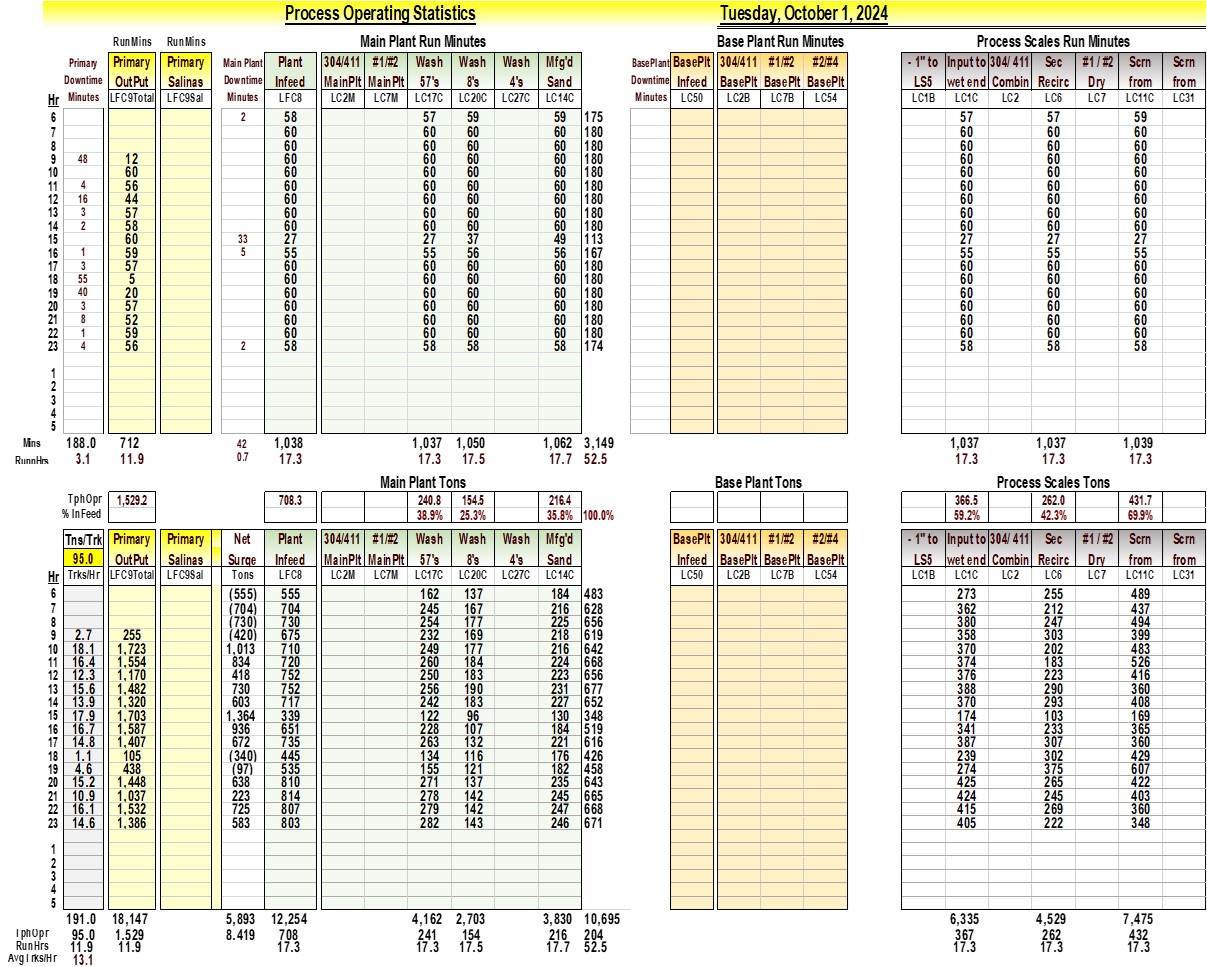 Process Operating Statistics Tuesday, October 1, 2024
RunMins RunMins Main Plant Run Minutes Base Plant Run Minutes Process Scales Run Minutes
Primary Primary Primary Main Plant Plant 304/411 #1/#2 Wash Wash Wash Mfg'd BasePlant BasePlt 304/411 #1/#2 #2/#4 - 1" to Input to 304/ 411 Sec #1 / #2 Scrn Scrn
Downtime OutPut Salinas Downtime Infeed MainPlt MainPlt 57's 8's 4's Sand Downtime Infeed BasePlt BasePlt BasePlt LS5 wet end Combin Recirc Dry from from
Hr Minutes LFC9Total LFC9Sal Minutes LFC8 LC2M LC7M LC17C LC20C LC27C LC14C Minutes LC50 LC2B LC7B LC54 LC1B LC1C LC2 LC6 LC7 LC11C LC31
6 2 58 57 59 59 175 57 57 59
7 60 60 60 60 180 60 60 60
8 60 60 60 60 180 60 60 60
9 48 12 60 60 60 60 180 60 60 60
10 60 60 60 60 60 180 60 60 60
11 4 56 60 60 60 60 180 60 60 60
12 16 44 60 60 60 60 180 60 60 60
13 3 57 60 60 60 60 180 60 60 60
14 2 58 60 60 60 60 180 60 60 60
15 60 33 27 27 37 49 113 27 27 27
16 1 59 5 55 55 56 56 167 55 55 55
17 3 57 60 60 60 60 180 60 60 60
18 55 5 60 60 60 60 180 60 60 60
19 40 20 60 60 60 60 180 60 60 60
20 3 57 60 60 60 60 180 60 60 60
21 8 52 60 60 60 60 180 60 60 60
22 1 59 60 60 60 60 180 60 60 60
23 4 56 2 58 58 58 58 174 58 58 58
1
2
3
4
5
Mins 188.0 712 42 1,038 1,037 1,050 1,062 3,149 1,037 1,037 1,039
RunnHrs 3.1 11.9 0.7 17.3 17.3 17.5 17.7 52.5 17.3 17.3 17.3
Main Plant Tons Base Plant Tons Process Scales Tons
TphOpr 1,529.2 708.3 240.8 154.5 216.4 366.5 262.0 431.7
% InFeed 38.9% 25.3% 35.8% 100.0% 59.2% 42.3% 69.9%
Tns/Trk Primary Primary Net Plant 304/411 #1/#2 Wash Wash Wash Mfg'd BasePlt 304/411 #1/#2 #2/#4 - 1" to Input to 304/ 411 Sec #1 / #2 Scrn Scrn
95.0 OutPut Salinas Surge Infeed MainPlt MainPlt 57's 8's 4's Sand Infeed BasePlt BasePlt BasePlt LS5 wet end Combin Recirc Dry from from
Hr Trks/Hr LFC9Total LFC9Sal Tons LFC8 LC2M LC7M LC17C LC20C LC27C LC14C LC50 LC2B LC7B LC54 LC1B LC1C LC2 LC6 LC7 LC11C LC31
6 (555) 555 162 137 184 483 273 255 489
7 (704) 704 245 167 216 628 362 212 437
8 (730) 730 254 177 225 656 380 247 494
9 2.7 255 (420) 675 232 169 218 619 358 303 399
10 18.1 1,723 1,013 710 249 177 216 642 370 202 483
11 16.4 1,554 834 720 260 184 224 668 374 183 526
12 12.3 1,170 418 752 250 183 223 656 376 223 416
13 15.6 1,482 730 752 256 190 231 677 388 290 360
14 13.9 1,320 603 717 242 183 227 652 370 293 408
15 17.9 1,703 1,364 339 122 96 130 348 174 103 169
16 16.7 1,587 936 651 228 107 184 519 341 233 365
17 14.8 1,407 672 735 263 132 221 616 387 307 360
18 1.1 105 (340) 445 134 116 176 426 239 302 429
19 4.6 438 (97) 535 155 121 182 458 274 375 607
20 15.2 1,448 638 810 271 137 235 643 425 265 422
21 10.9 1,037 223 814 278 142 245 665 424 245 403
22 16.1 1,532 725 807 279 142 247 668 415 269 360
23 14.6 1,386 583 803 282 143 246 671 405 222 348
1
2
3
4
5
191.0 18,147 5,893 12,254 4,162 2,703 3,830 10,695 6,335 4,529 7,475
TphOpr 95.0 1,529 8.419 708 241 154 216 204 367 262 432
RunHrs 11.9 11.9 17.3 17.3 17.5 17.7 52.5 17.3 17.3 17.3
AvgTrks/Hr 13.1